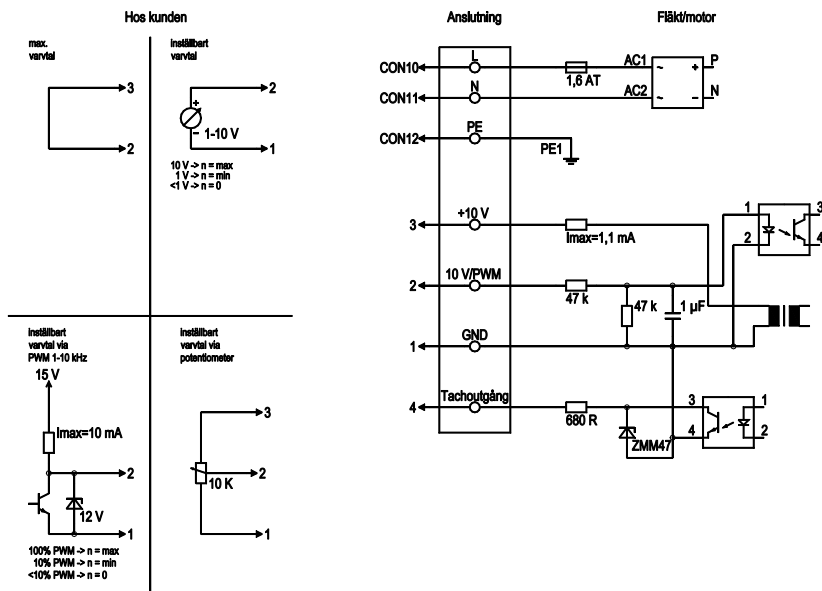 Hos kunden
max.
varvtal
3
2
inställbart
varvtal
2
+
1-10 V
−
1
10 V -> n = max
1 V -> n = min
<1 V -> n = 0
inställbart
varvtal via
PWM 1-10 kHz
15 V
Imax=10 mA
2
12 V
1
100% PWM -> n = max
10% PWM -> n = min
<10% PWM -> n = 0
inställbart
varvtal via
potentiometer
3
2
10 K
1
Anslutning
Fläkt/motor
CON10
L
1,6 AT
AC1
~
+
P
CON11
N
AC2
~
−
N
CON12
PE
PE1
3
+10 V
Imax=1,1 mA
1
2
3
4
2
10 V/PWM
47 k
47 k
1 µF
1
GND
4
Tachoutgång
680 R
ZMM47
3
4
1
2